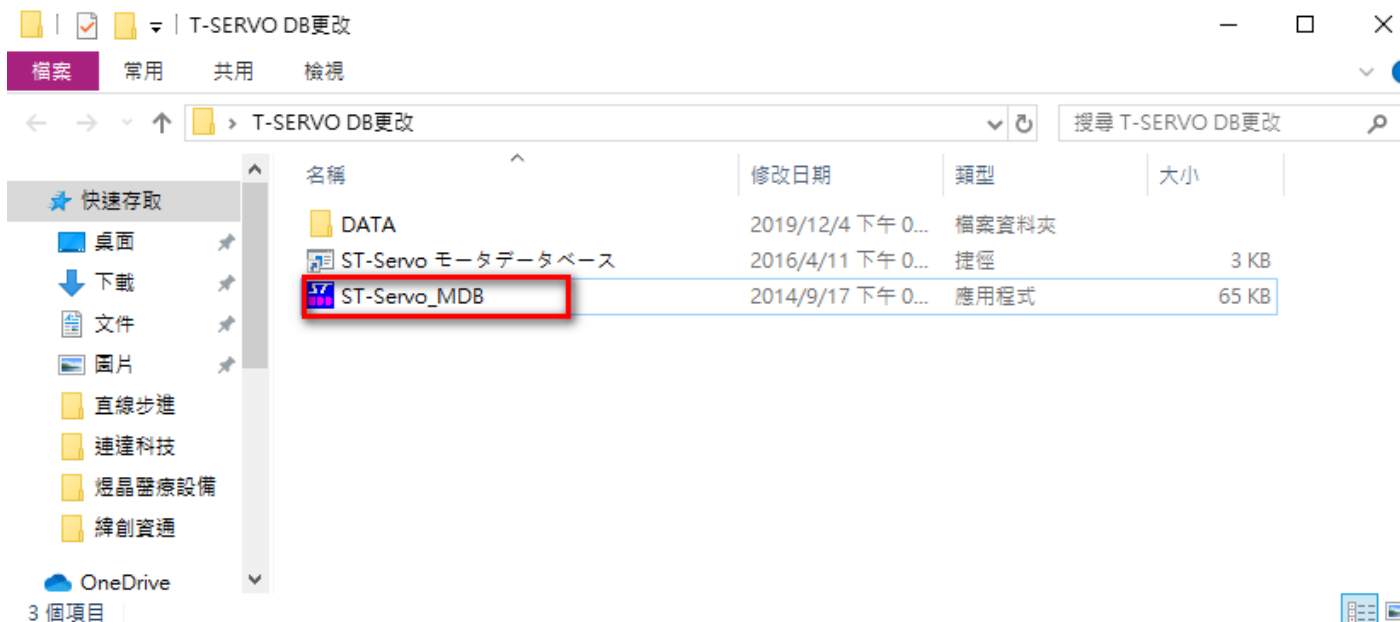 T-SERVO DB更改
檔案 常用 共用 檢視
T-SERVO DB更改 搜尋 T-SERVO DB更改
名稱 修改日期 類型 大小
快速存取
桌面
下載
文件
圖片
直線步進
連達科技
煜晶醫療設備
緯創資通
OneDrive
DATA 2019/12/4 下午 0... 檔案資料夾
ST-Servo モータデータベース 2016/4/11 下午 0... 捷徑 3 KB
ST-Servo_MDB 2014/9/17 下午 0... 應用程式 65 KB
3 個項目